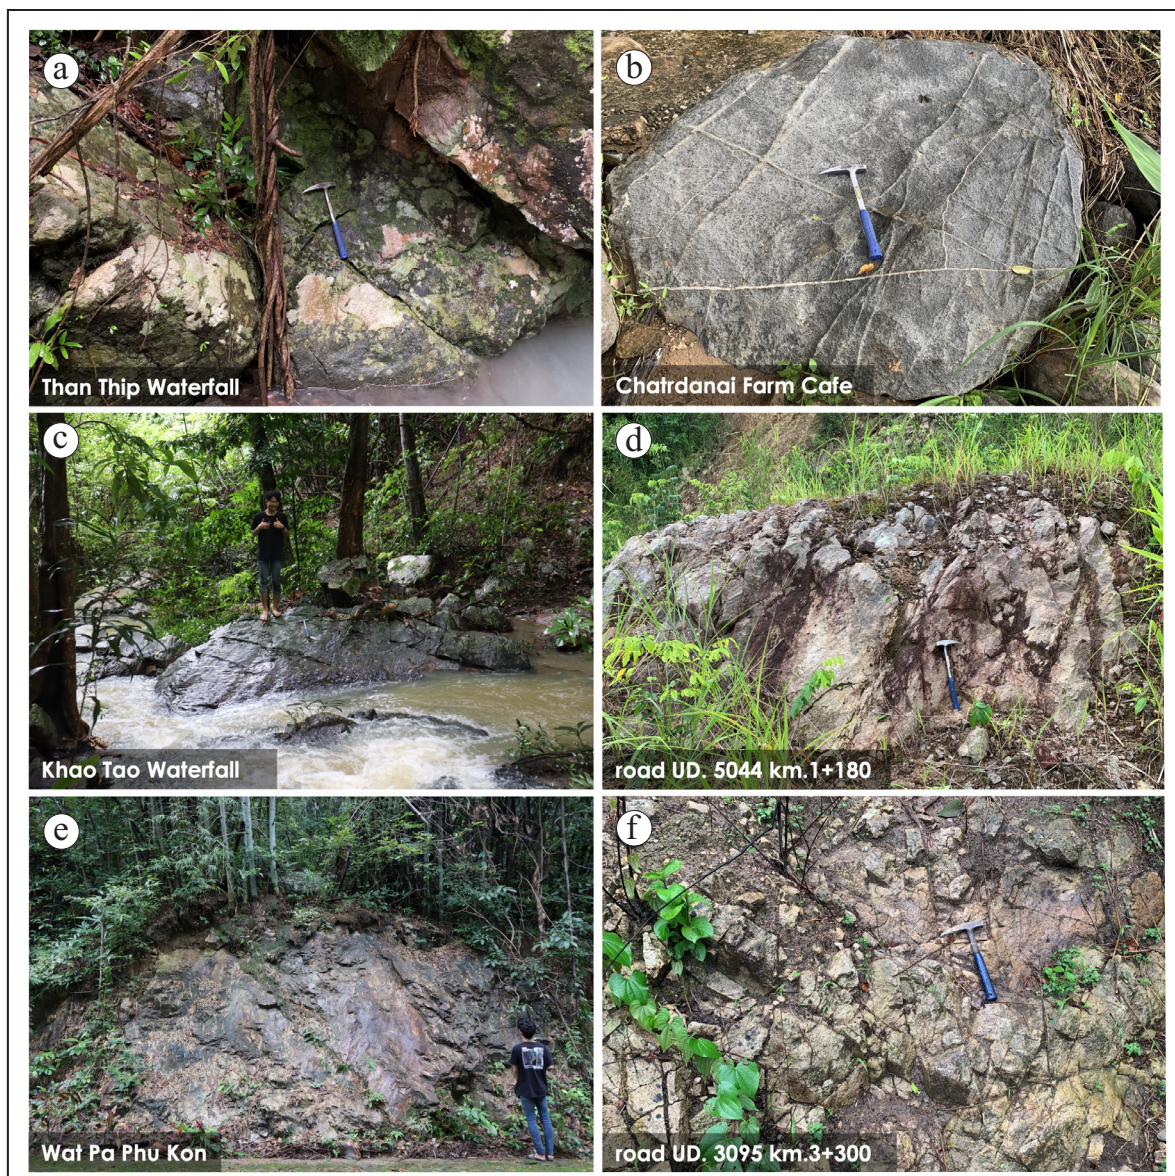 a
b
Than Thip Waterfall
Chatrdanai Farm Cafe
c
d
Khao Tao Waterfall
road UD. 5044 km.1+180
e
f
Wat Pa Phu Kon
road UD. 3095 km.3+300